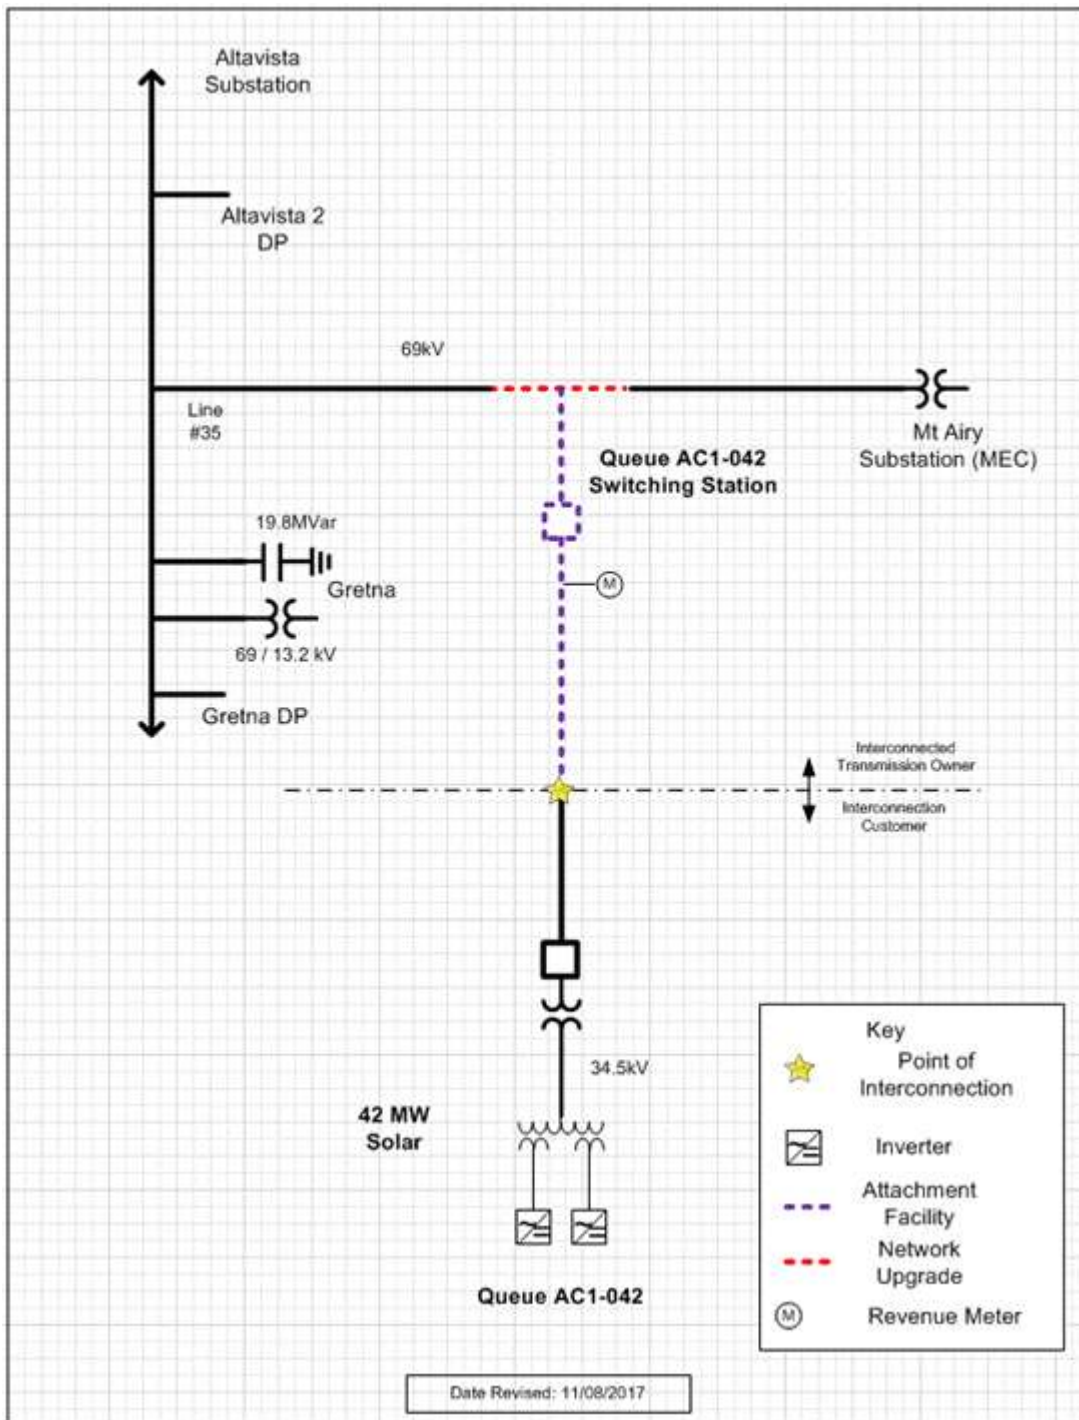 Altavista
Substation
Altavista 2
DP
69kV
Line
#35
Mt Airy
Substation (MEC)
Queue AC1-042
Switching Station
19.8MVar
Gretna
M
69 / 13.2 kV
Gretna DP
Interconnected
Transmission Owner
Interconnection
Customer
34.5kV
42 MW
Solar
Queue AC1-042
Key
Point of
Interconnection
Inverter
Attachment
Facility
Network
Upgrade
M
Revenue Meter
Date Revised: 11/08/2017